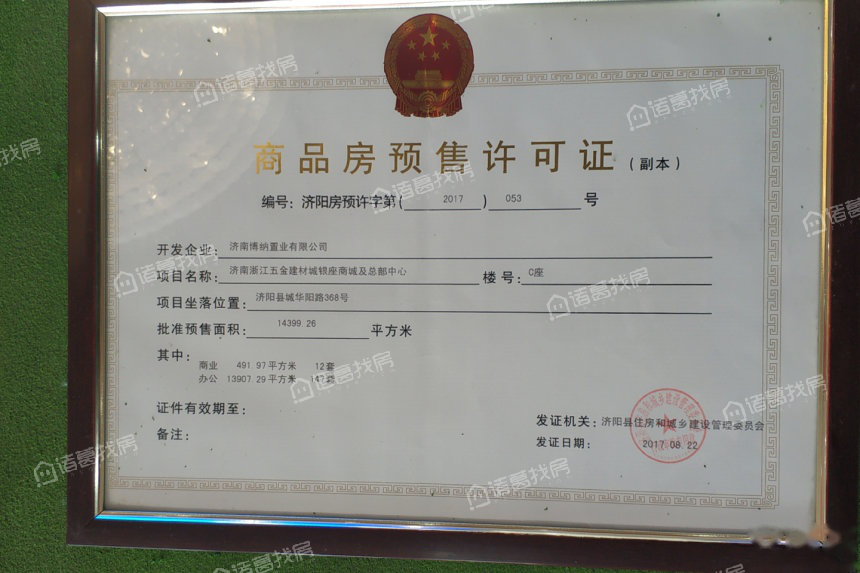 商品房预售许可证（副本）
编号：济阳房预许字第(2017)053号
开发企业：济南博纳置业有限公司
项目名称：济南浙江五金建材城银座商城及总部中心 楼号：C座
项目坐落位置：济阳县城华阳路368号
批准预售面积：14399.26平方米
其中：
商业 491.97平方米 12套
办公 13907.29平方米
证件有效期至：
备注：
发证机关：济阳县住房和城乡建设管理委员会
发证日期：2017.08.22
诸葛找房